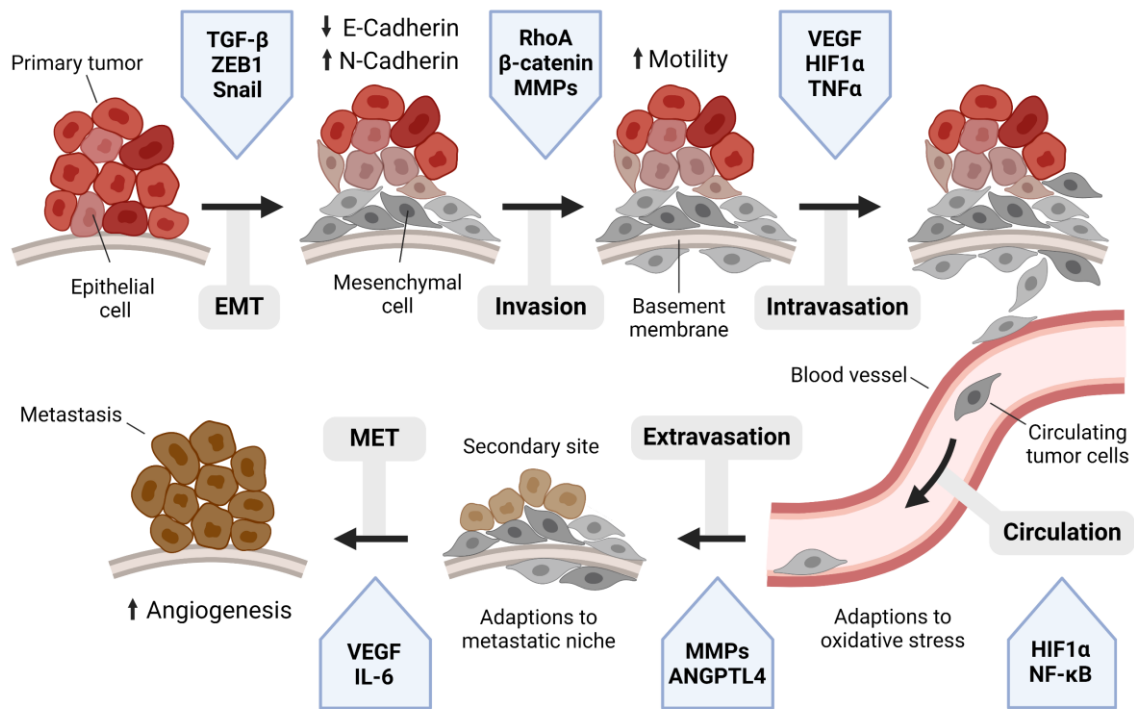 Primary tumor
TGF-β
ZEB1
Snail
↓ E-Cadherin
↑ N-Cadherin
RhoA
β-catenin
MMPs
↑ Motility
VEGF
HIF1α
TNFα
Epithelial
cell
EMT
Mesenchymal
cell
Invasion
Basement
membrane
Intravasation
Blood vessel
Circulating
tumor cells
Circulation
Metastasis
MET
Secondary site
Extravasation
↑ Angiogenesis
VEGF
IL-6
Adaptions to
metastatic niche
MMPs
ANGPTL4
Adaptions to
oxidative stress
HIF1α
NF-κB